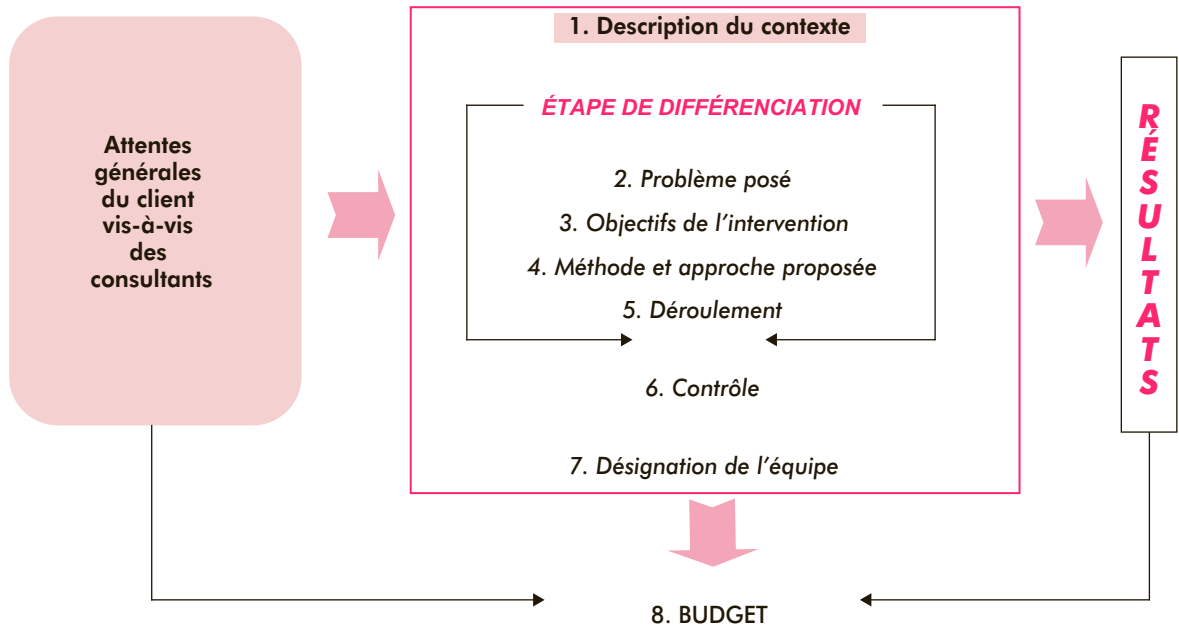 Attentes
générales
du client
vis-à-vis
des
consultants
1. Description du contexte
ÉTAPE DE DIFFÉRENCIATION
2. Problème posé
3. Objectifs de l’intervention
4. Méthode et approche proposée
5. Déroulement
6. Contrôle
7. Désignation de l’équipe
RÉSULTATS
8. BUDGET